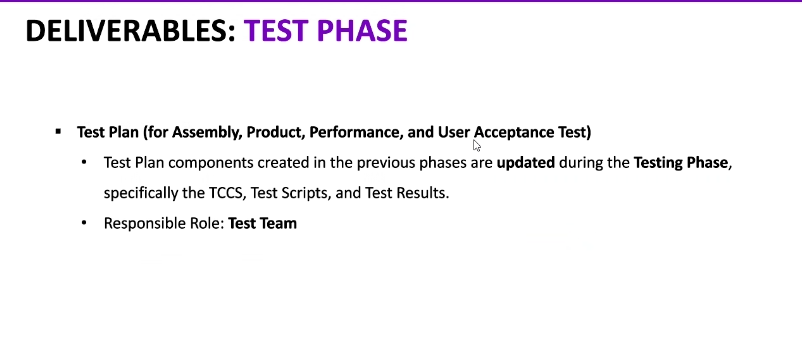 DELIVERABLES: TEST PHASE
▪ Test Plan (for Assembly, Product, Performance, and User Acceptance Test)
• Test Plan components created in the previous phases are updated during the Testing Phase,
specifically the TCCS, Test Scripts, and Test Results.
• Responsible Role: Test Team